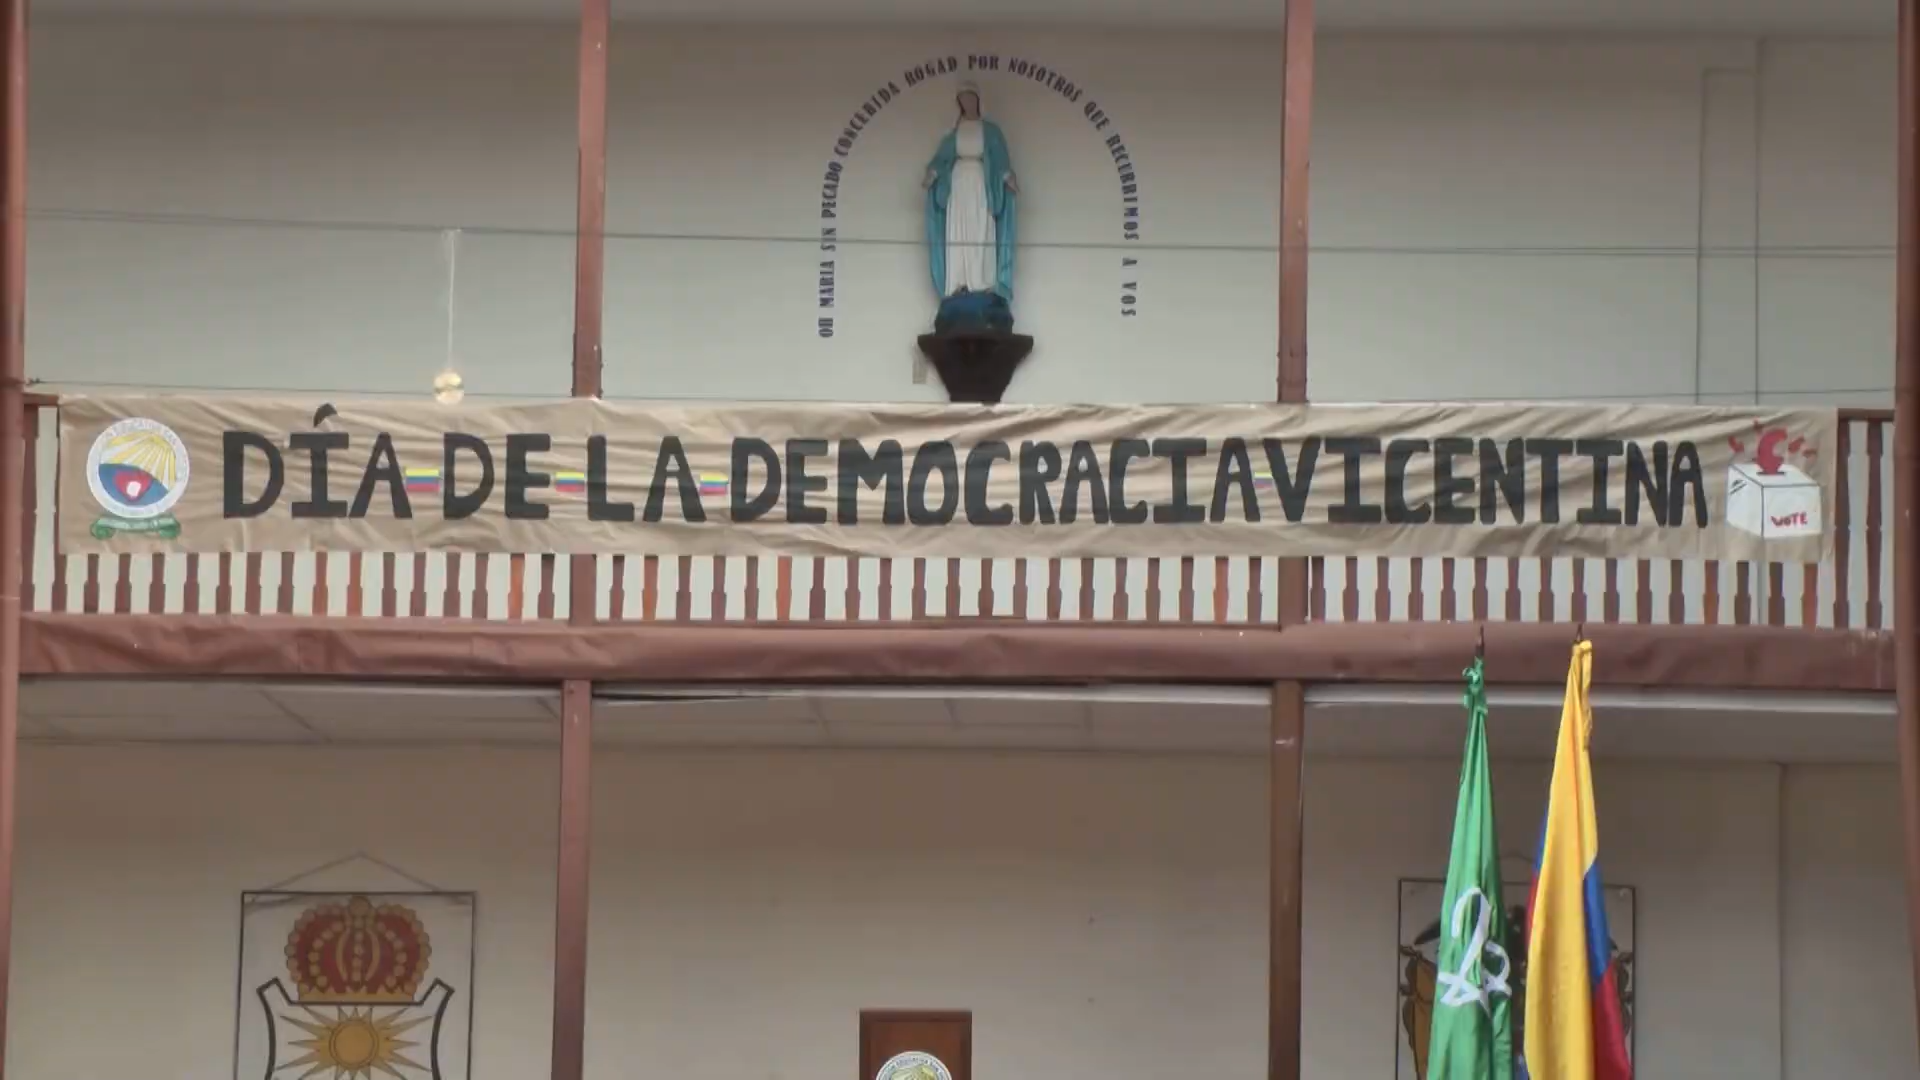 OH MARIA SIN PECADO CONCEBIDA ROGAD POR NOSOTROS QUE RECURRIMOS A VOS
DÍA DE LA DEMOCRACIA VICENTINA
VOTE